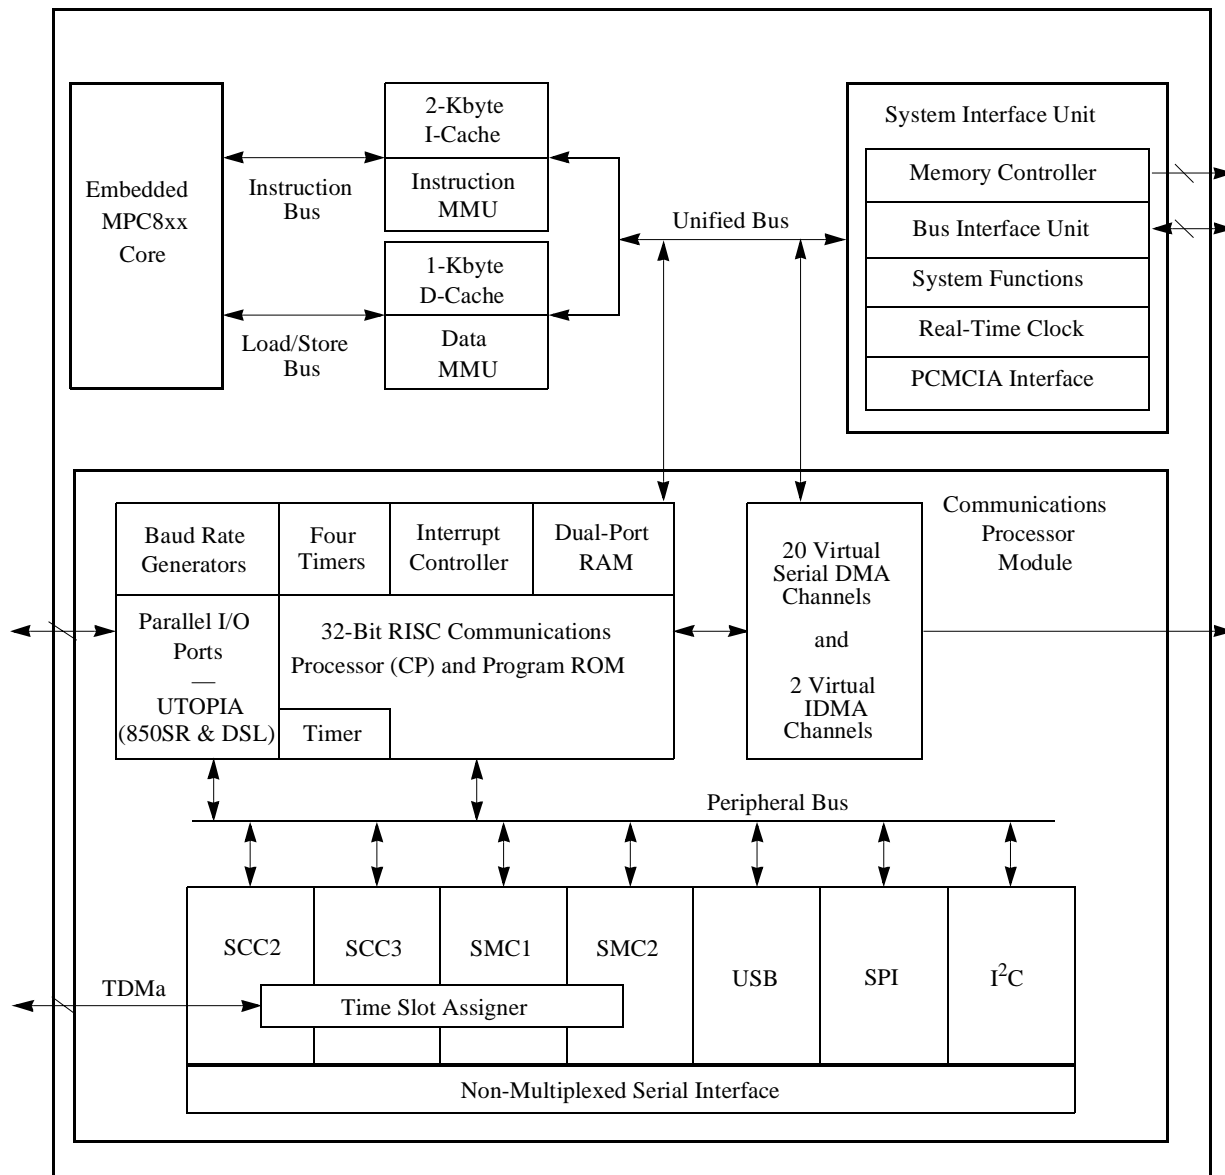 Embedded
MPC8xx
Core
Instruction
Bus
Load/Store
Bus
2-Kbyte
I-Cache
Instruction
MMU
1-Kbyte
D-Cache
Data
MMU
Unified Bus
System Interface Unit
Memory Controller
Bus Interface Unit
System Functions
Real-Time Clock
PCMCIA Interface
Communications
Processor
Module
Baud Rate
Generators
Four
Timers
Interrupt
Controller
Dual-Port
RAM
Parallel I/O
Ports
—
UTOPIA
(850SR & DSL)
32-Bit RISC Communications
Processor (CP) and Program ROM
Timer
20 Virtual
Serial DMA
Channels
and
2 Virtual
IDMA
Channels
Peripheral Bus
SCC2
SCC3
SMC1
SMC2
USB
SPI
I²C
TDMa
Time Slot Assigner
Non-Multiplexed Serial Interface